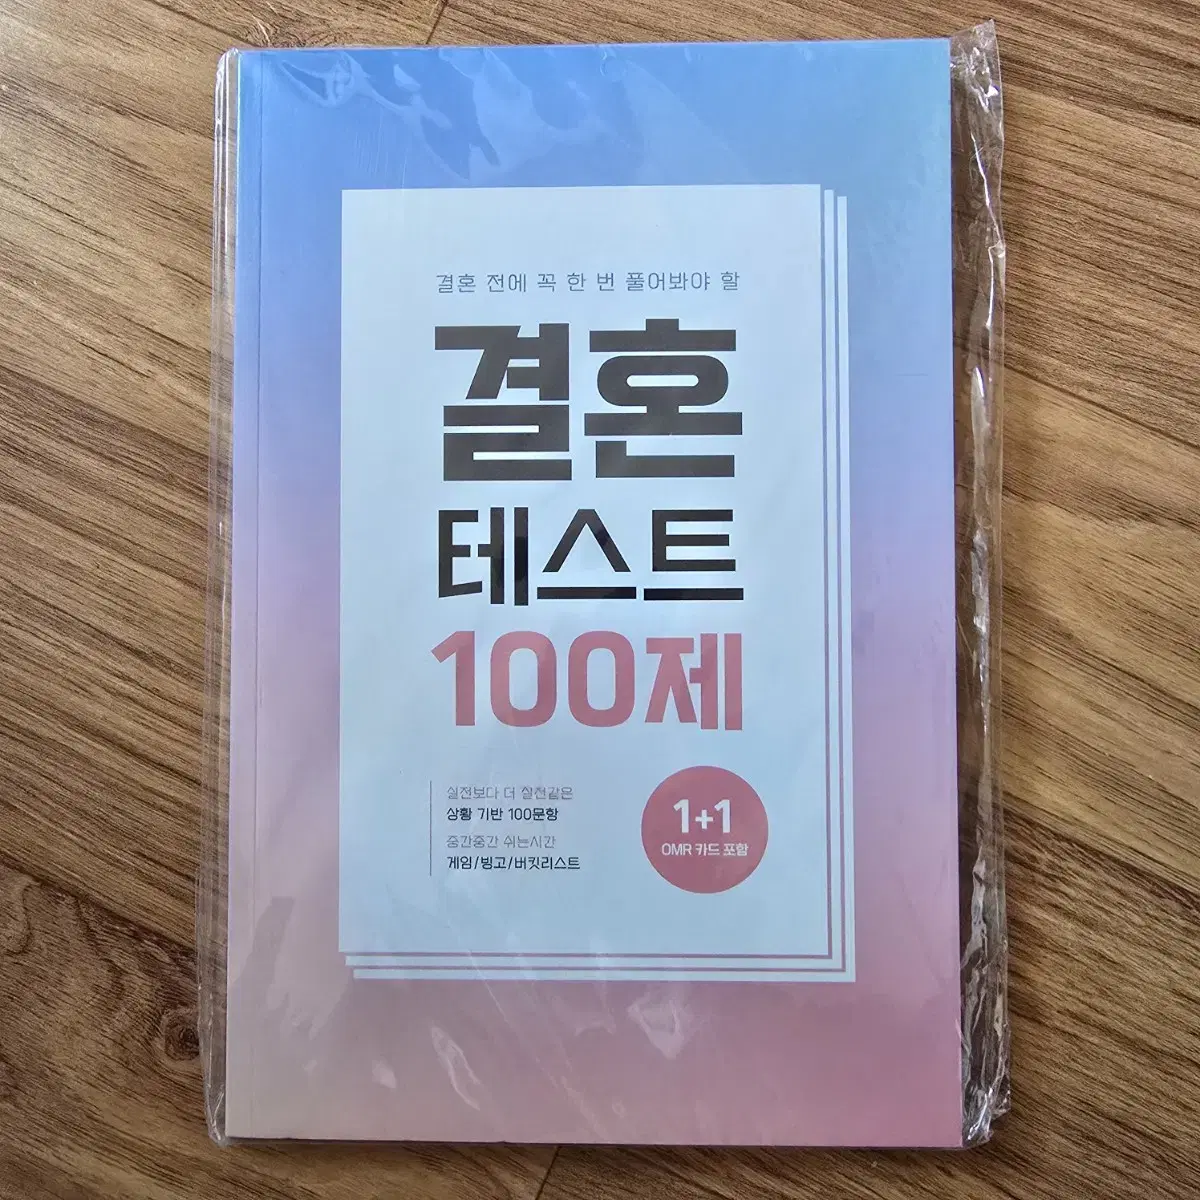 결혼 전에 꼭 한 번 풀어봐야 할
결혼
테스트
100제
실전보다 더 실전같은
상황 기반 100문항
중간중간 쉬는시간
게임/빙고/버킷리스트
1+1
OMR 카드 포함